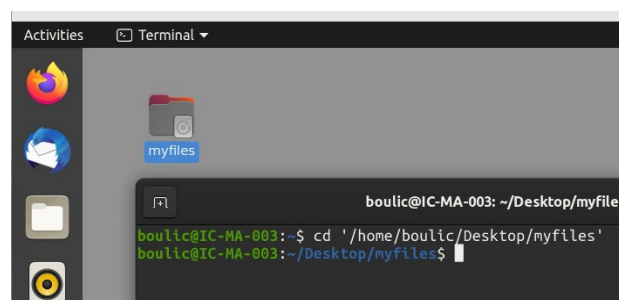 Activities Terminal
myfiles
boulic@IC-MA-003: ~/Desktop/myfile
boulic@IC-MA-003:~$ cd '/home/boulic/Desktop/myfiles'
boulic@IC-MA-003:~/Desktop/myfiles$